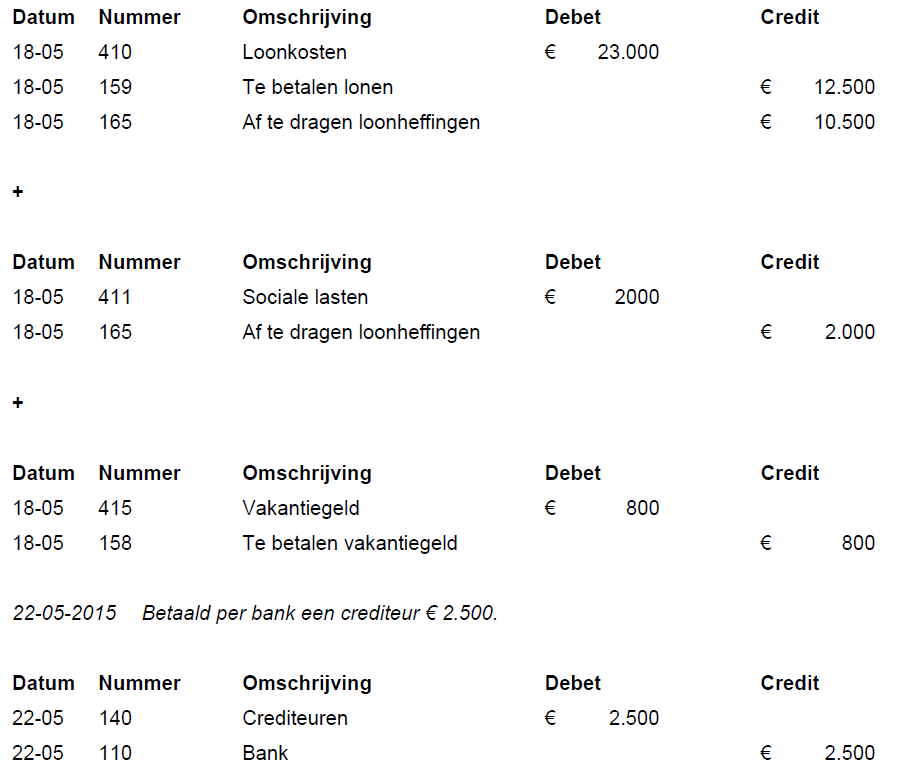 Datum Nummer Omschrijving Debet Credit
18-05 410 Loonkosten € 23.000
18-05 159 Te betalen lonen € 12.500
18-05 165 Af te dragen loonheffingen € 10.500
+
Datum Nummer Omschrijving Debet Credit
18-05 411 Sociale lasten € 2000
18-05 165 Af te dragen loonheffingen € 2.000
+
Datum Nummer Omschrijving Debet Credit
18-05 415 Vakantiegeld € 800
18-05 158 Te betalen vakantiegeld € 800
22-05-2015 Betaald per bank een crediteur € 2.500.
Datum Nummer Omschrijving Debet Credit
22-05 140 Crediteuren € 2.500
22-05 110 Bank € 2.500